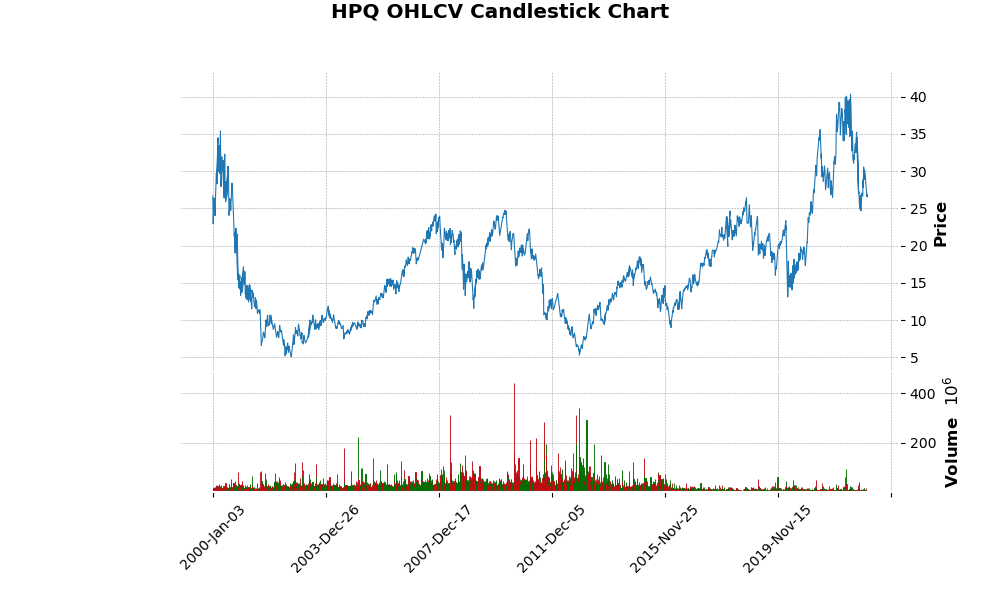 HPQ OHLCV Candlestick Chart
40
35
30
25
20
15
10
5
Price
400
200
Volume 10^6
2000-Jan-03
2003-Dec-26
2007-Dec-17
2011-Dec-05
2015-Nov-25
2019-Nov-15